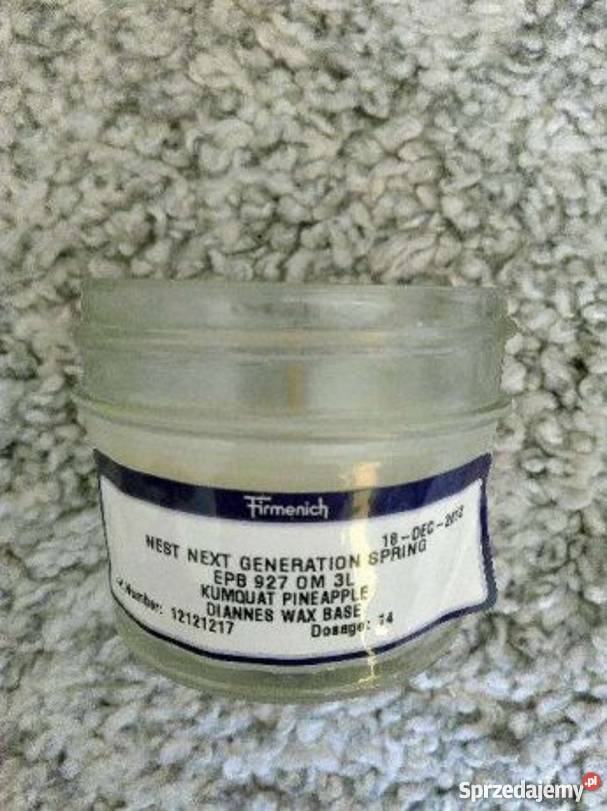 Firmenich
18-DEC-2018
NEST NEXT GENERATION SPRING
EPB 927 OM 3L
KUMQUAT PINEAPPLE
DIANNES WAX BASE
Number: 12121217 Dosage: 14
Sprzedajemy.pl